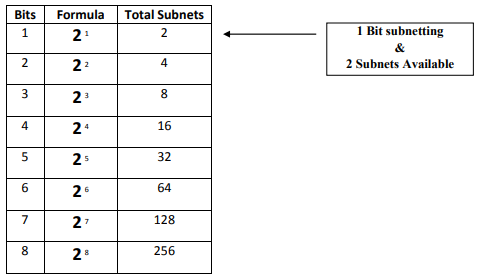 Bits Formula Total Subnets
1 2 1 2
2 2 2 4
3 2 3 8
4 2 4 16
5 2 5 32
6 2 6 64
7 2 7 128
8 2 8 256
1 Bit subnetting
&
2 Subnets Available